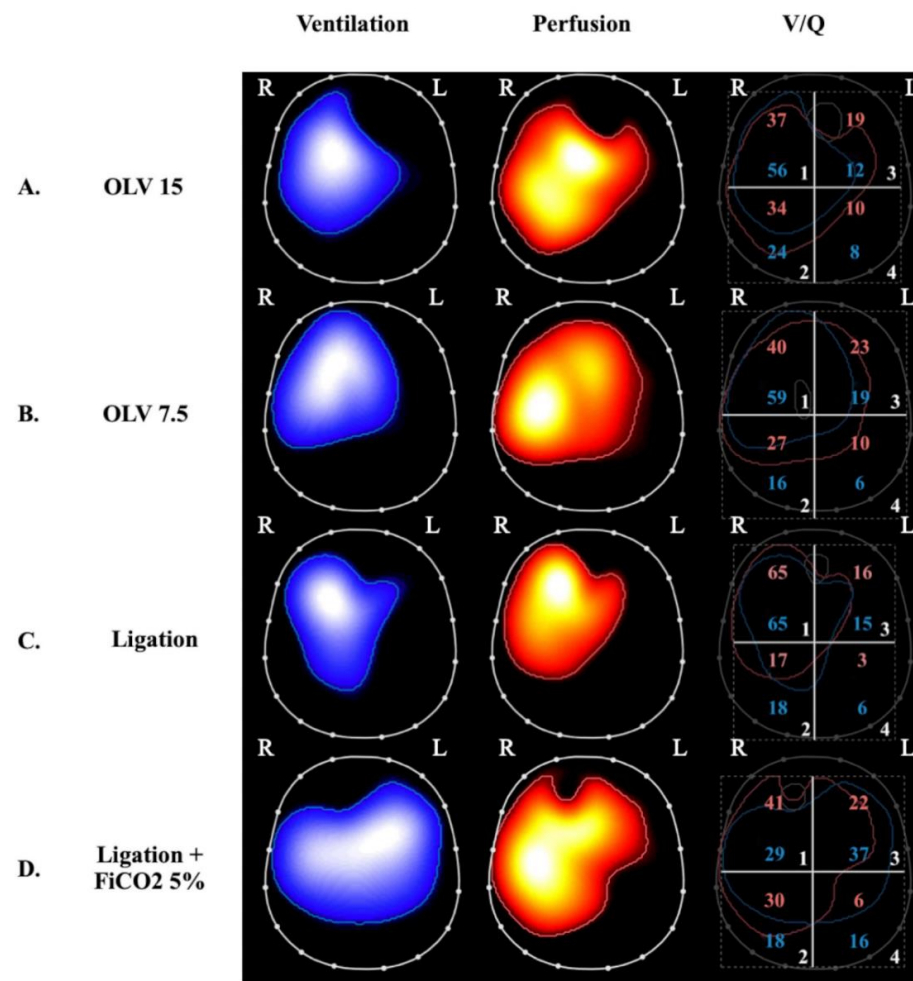 Ventilation Perfusion V/Q
R L R L
37 19
A. OLV 15
56 1 12 3
34 10
24 8
2 4
R L R L
40 23
B. OLV 7.5
59 1 19 3
27 10
16 6
2 4
R L R L
65 16
C. Ligation
65 1 15 3
17 3
18 6
2 4
R L R L
41 22
D. Ligation +
FiCO2 5%
29 1 37 3
30 6
18 16
2 4